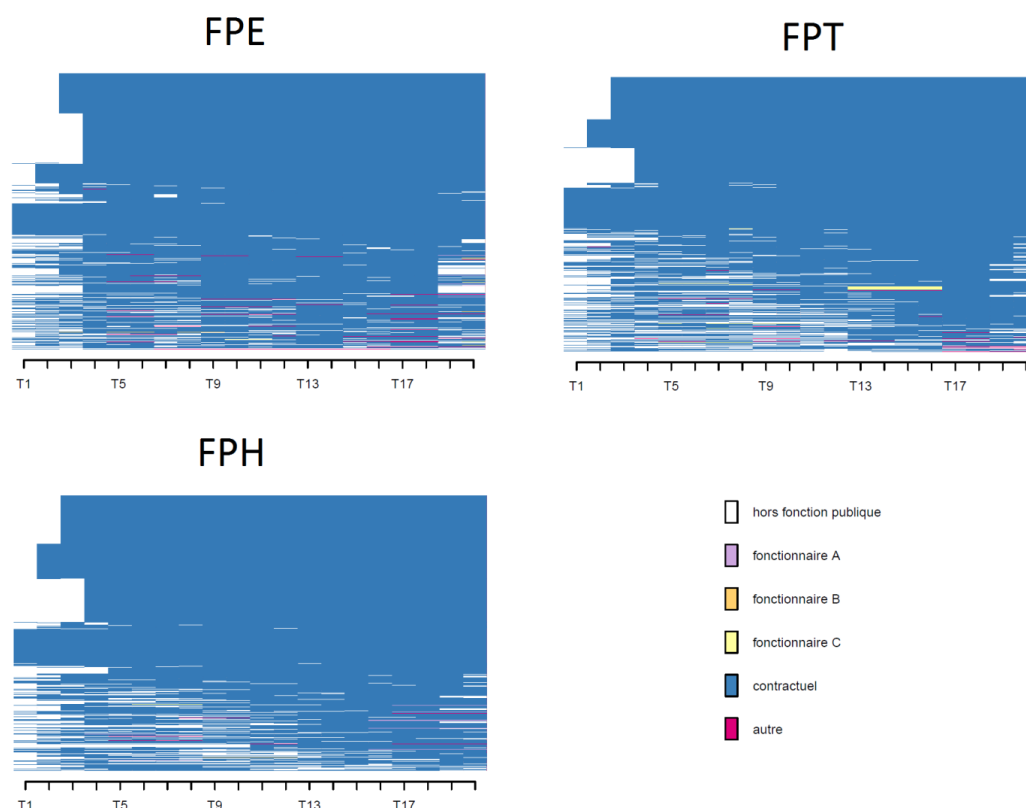 FPE
FPT
T1 T5 T9 T13 T17
T1 T5 T9 T13 T17
FPH
hors fonction publique
fonctionnaire A
fonctionnaire B
fonctionnaire C
contractuel
autre
T1 T5 T9 T13 T17